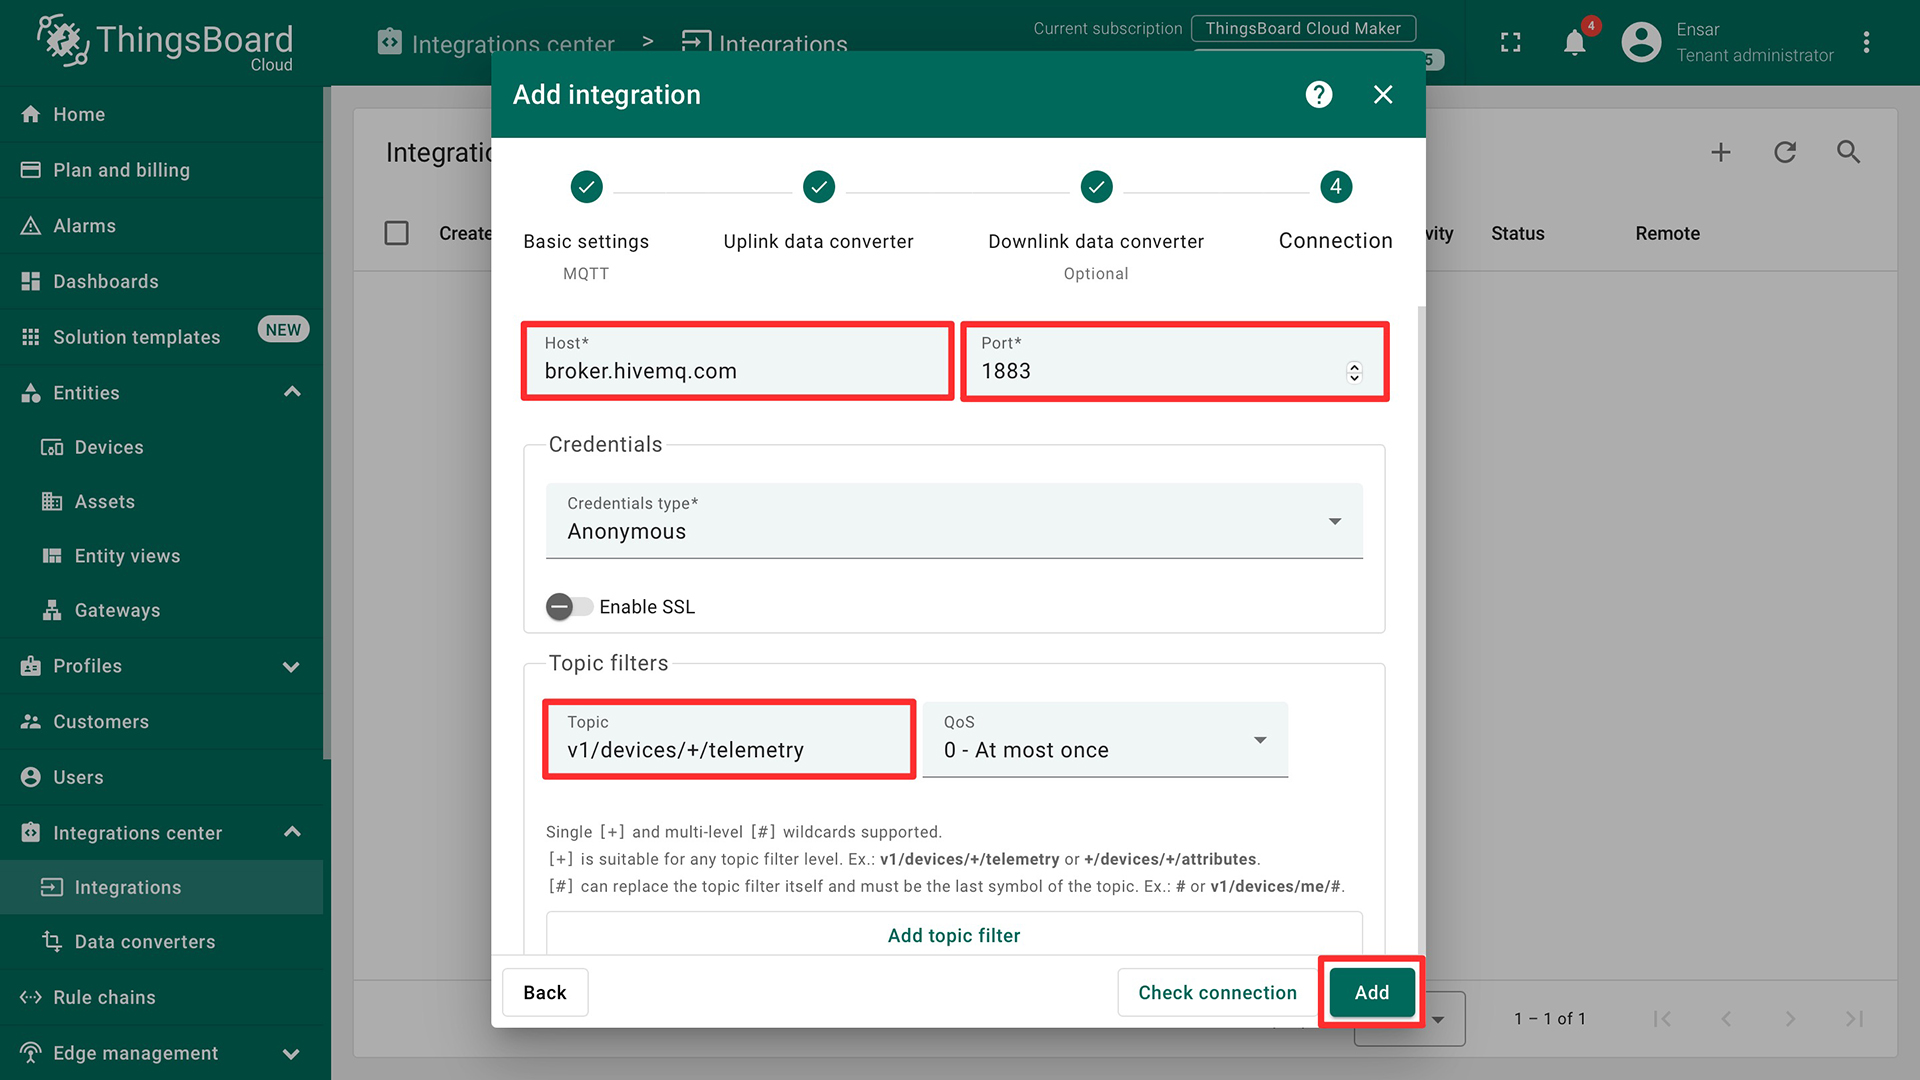 ThingsBoard
Cloud
Integrations center > Integrations
Current subscription ThingsBoard Cloud Maker
5
4
Ensar
Tenant administrator
Home
Plan and billing
Alarms
Dashboards
Solution templates NEW
Entities
Devices
Assets
Entity views
Gateways
Profiles
Customers
Users
Integrations center
Integrations
Data converters
Rule chains
Edge management
Add integration
?
4
Basic settings
MQTT
Uplink data converter
Downlink data converter
Optional
Connection
Host*
broker.hivemq.com
Port*
1883
Credentials
Credentials type*
Anonymous
Enable SSL
Topic filters
Topic
v1/devices/+/telemetry
QoS
0 - At most once
Single [+] and multi-level [#] wildcards supported.
[+] is suitable for any topic filter level. Ex.: v1/devices/+/telemetry or +/devices/+/attributes.
[#] can replace the topic filter itself and must be the last symbol of the topic. Ex.: # or v1/devices/me/#.
Add topic filter
Back
Check connection
Add
Status
Remote
1 – 1 of 1